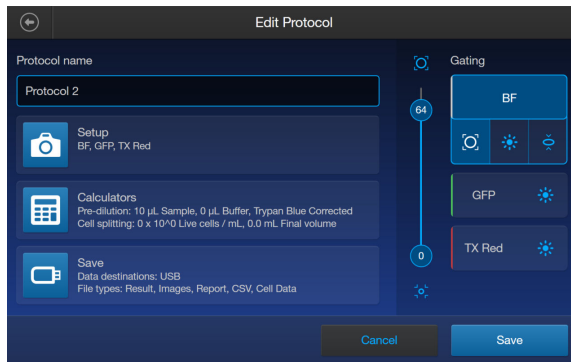 Edit Protocol
Protocol name
Protocol 2
Setup
BF, GFP, TX Red
Calculators
Pre-dilution: 10 µL Sample, 0 µL Buffer, Trypan Blue Corrected
Cell splitting: 0 x 10^0 Live cells / mL, 0.0 mL Final volume
Save
Data destinations: USB
File types: Result, Images, Report, CSV, Cell Data
64
0
Gating
BF
GFP
TX Red
Cancel
Save